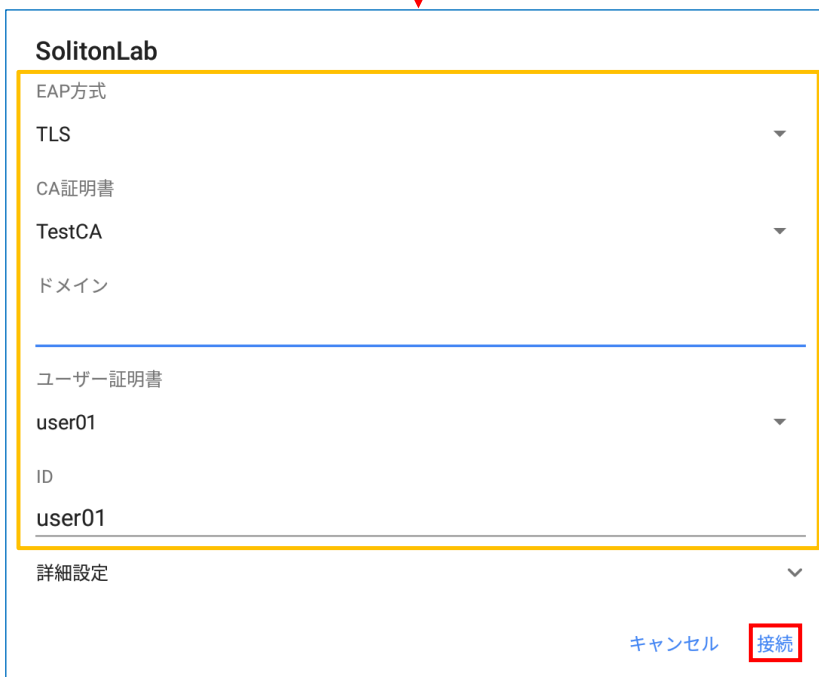 SolitonLab
EAP方式
TLS
CA証明書
TestCA
ドメイン
ユーザー証明書
user01
ID
user01
詳細設定
キャンセル 接続